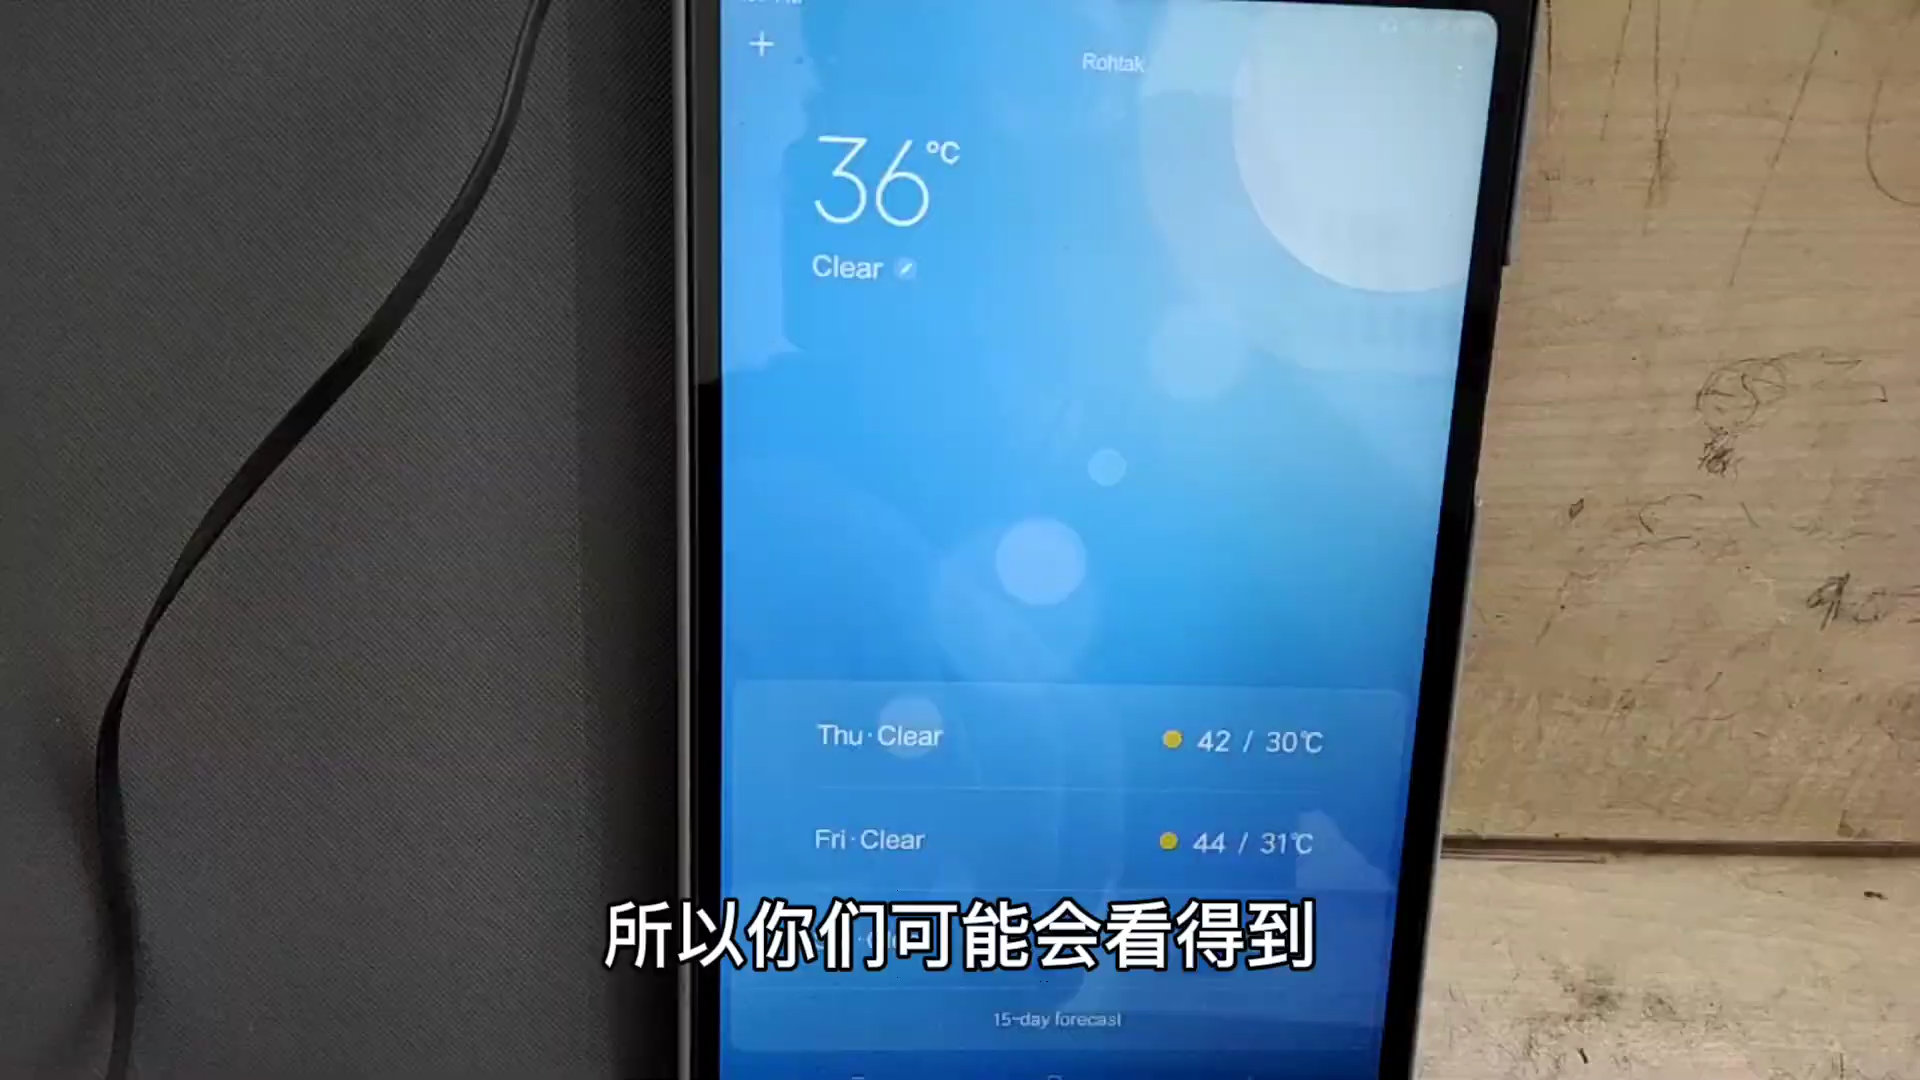 Rohtak
36°C
Clear
Thu · Clear 42 / 30℃
Fri · Clear 44 / 31℃
所以你们可能会看得到
15-day forecast